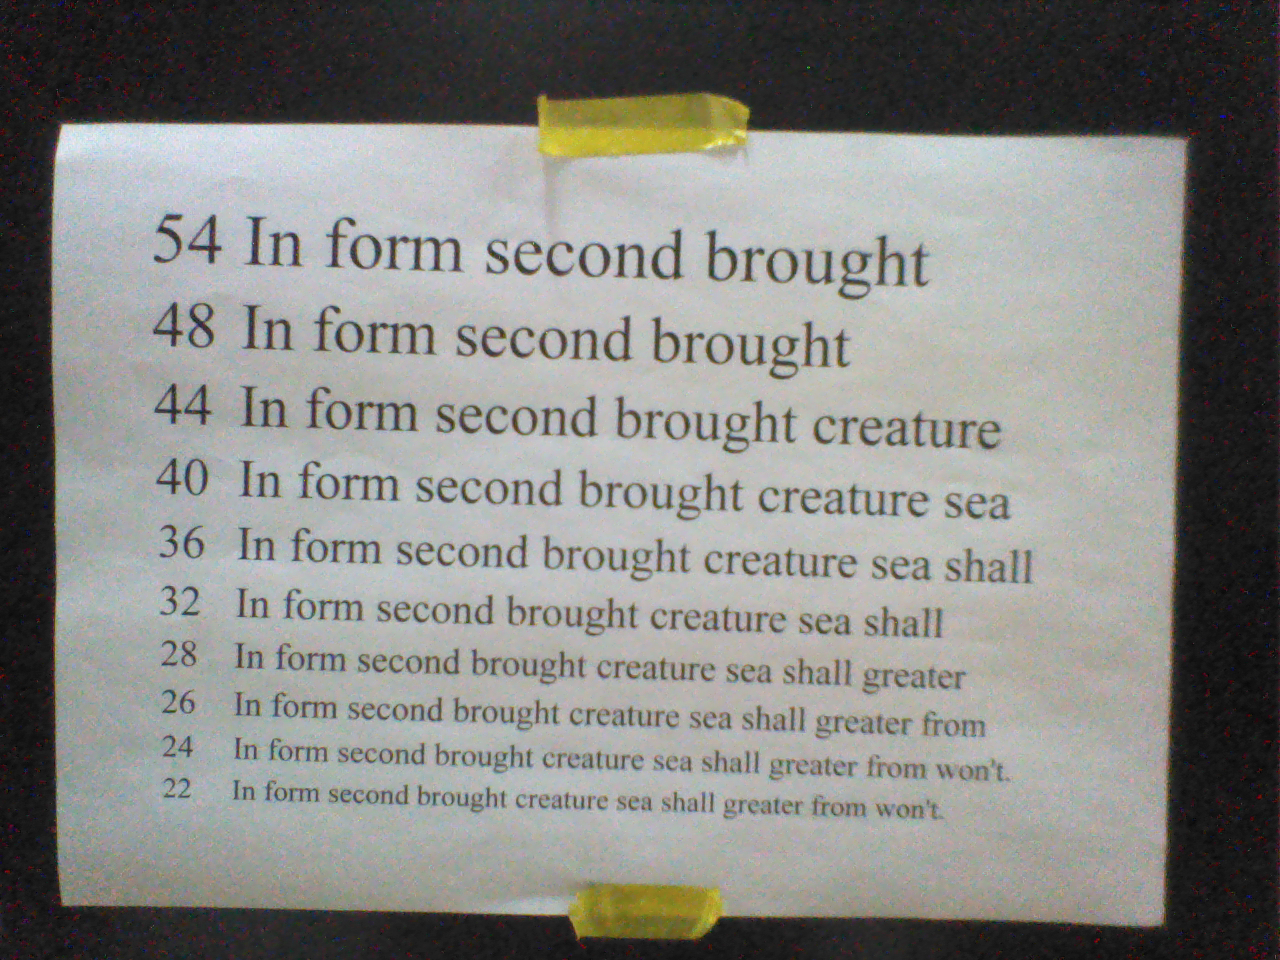 54 In form second brought
48 In form second brought
44 In form second brought creature
40 In form second brought creature sea
36 In form second brought creature sea shall
32 In form second brought creature sea shall
28 In form second brought creature sea shall greater
26 In form second brought creature sea shall greater from
24 In form second brought creature sea shall greater from won't.
22 In form second brought creature sea shall greater from won't.